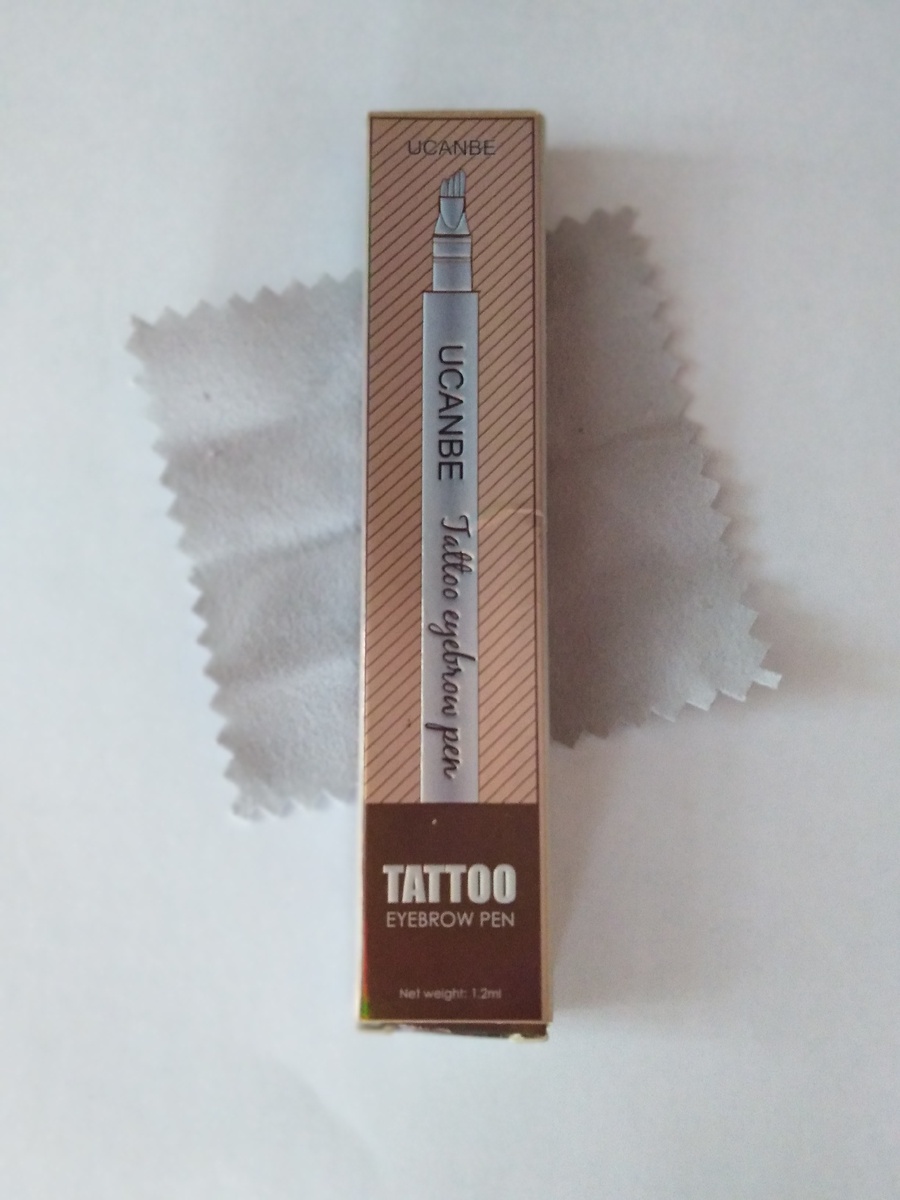 UCANBE
UCANBE Tattoo eyebrow pen
TATTOO
EYEBROW PEN
Net weight: 1.2ml